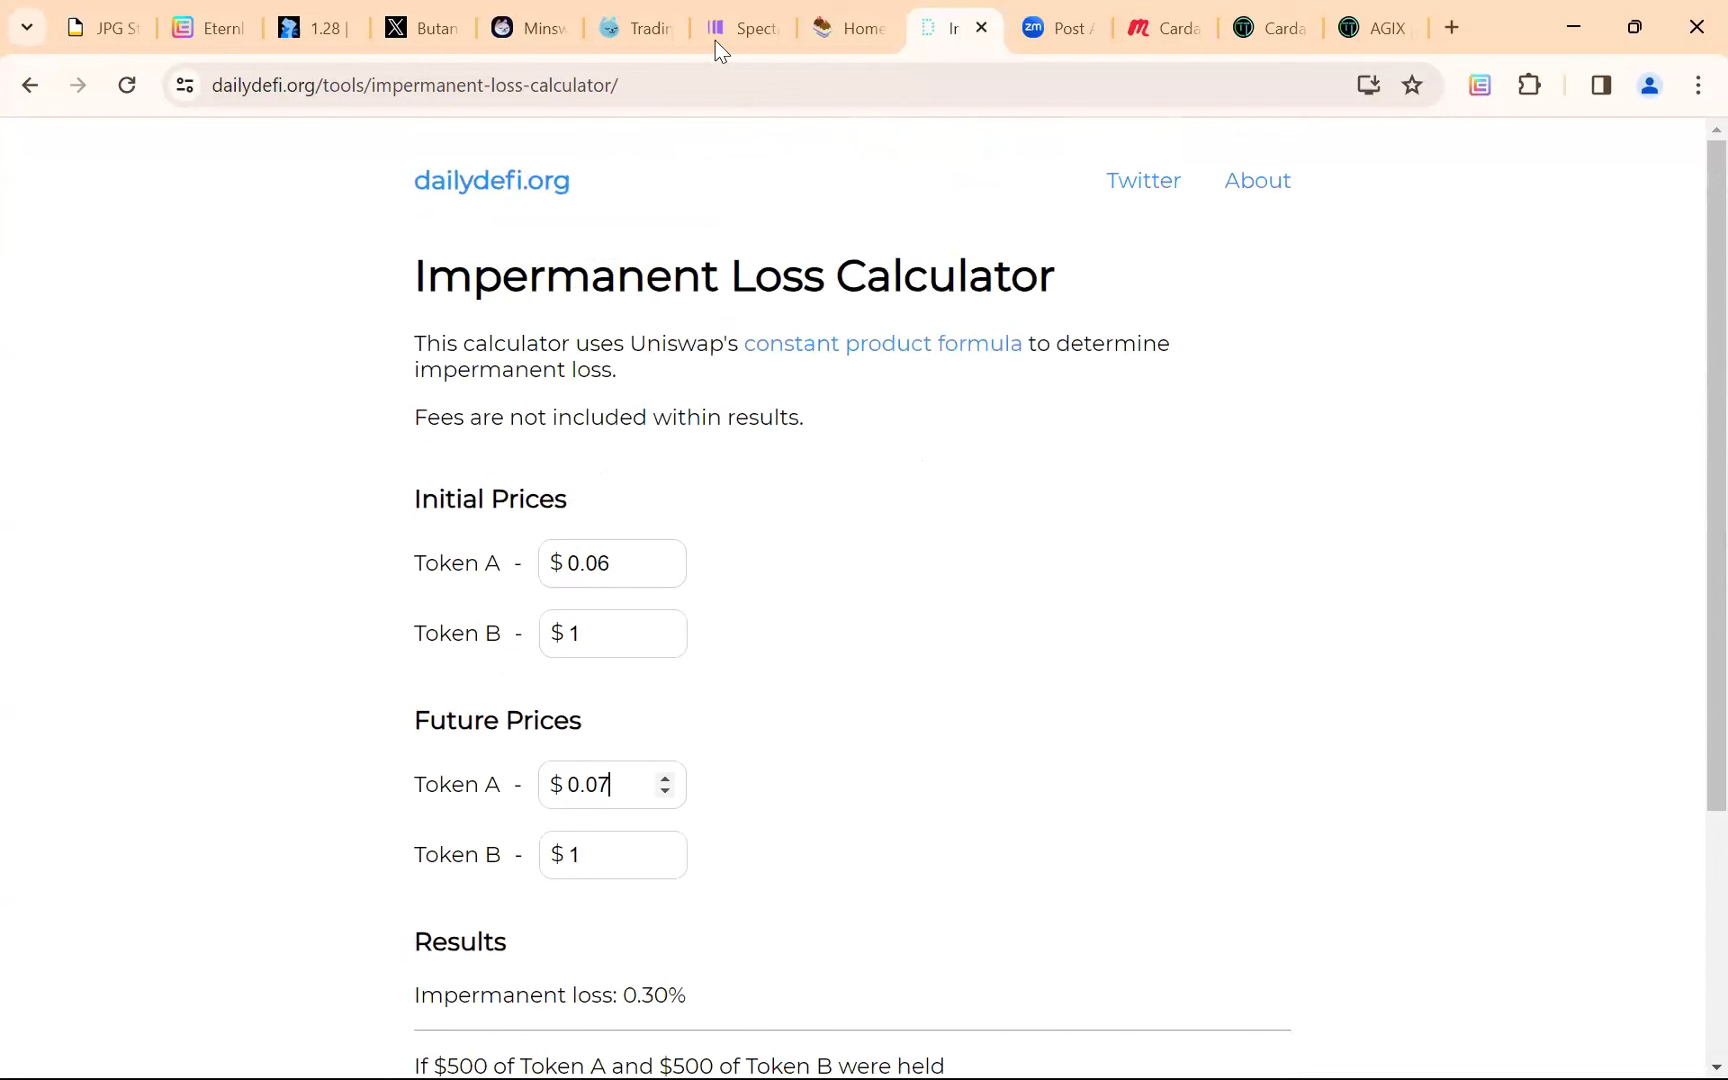 JPG St
Eternl
1.28 |
Butan
Minsw
Tradin
Spect
Home
Ir
Post A
Carda
Carda
AGIX
dailydefi.org/tools/impermanent-loss-calculator/
dailydefi.org
Twitter
About
Impermanent Loss Calculator
This calculator uses Uniswap's constant product formula to determine
impermanent loss.
Fees are not included within results.
Initial Prices
Token A - $ 0.06
Token B - $ 1
Future Prices
Token A - $ 0.07
Token B - $ 1
Results
Impermanent loss: 0.30%
If $500 of Token A and $500 of Token B were held